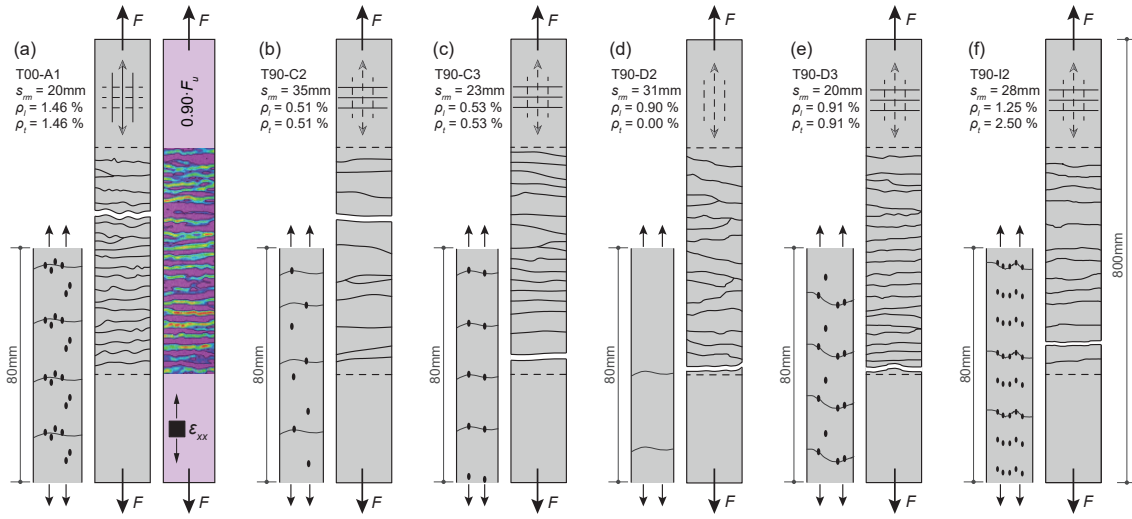 F
F
F
F
F
F
F
(a)
T00-A1
s_rm = 20mm
ρ_l = 1.46 %
ρ_t = 1.46 %
0.90·F_u
(b)
T90-C2
s_rm = 35mm
ρ_l = 0.51 %
ρ_t = 0.51 %
(c)
T90-C3
s_rm = 23mm
ρ_l = 0.53 %
ρ_t = 0.53 %
(d)
T90-D2
s_rm = 31mm
ρ_l = 0.90 %
ρ_t = 0.00 %
(e)
T90-D3
s_rm = 20mm
ρ_l = 0.91 %
ρ_t = 0.91 %
(f)
T90-I2
s_rm = 28mm
ρ_l = 1.25 %
ρ_t = 2.50 %
800mm
80mm
80mm
80mm
80mm
80mm
80mm
ε_xx
F
F
F
F
F
F
F